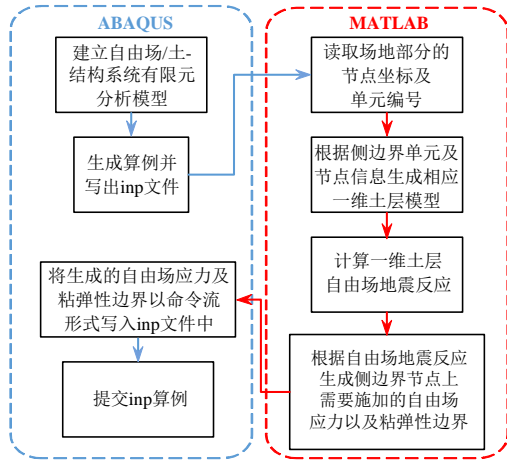 ABAQUS
建立自由场/土-
结构系统有限元
分析模型
生成算例并
写出inp文件
将生成的自由场应力及
粘弹性边界以命令流
形式写入inp文件中
提交inp算例
MATLAB
读取场地部分的
节点坐标及
单元编号
根据侧边界单元及
节点信息生成相应
一维土层模型
计算一维土层
自由场地震反应
根据自由场地震反应
生成侧边界节点上
需要施加的自由场
应力以及粘弹性边界